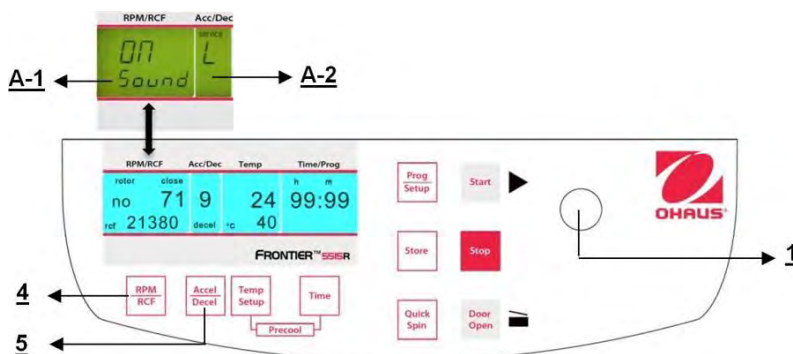 RPM/RCF Acc/Dec
service
ON L
Sound
A-1
A-2
RPM/RCF Acc/Dec Temp Time/Prog
rotor close h m
no 71 9 24 99:99
rcf 21380 decel °C 40
FRONTIER™ 5515R
RPM
RCF
Accel
Decel
Temp
Setup
Time
Precool
Prog
Setup
Start
Store
Stop
Quick
Spin
Door
Open
OHAUS®
1
4
5